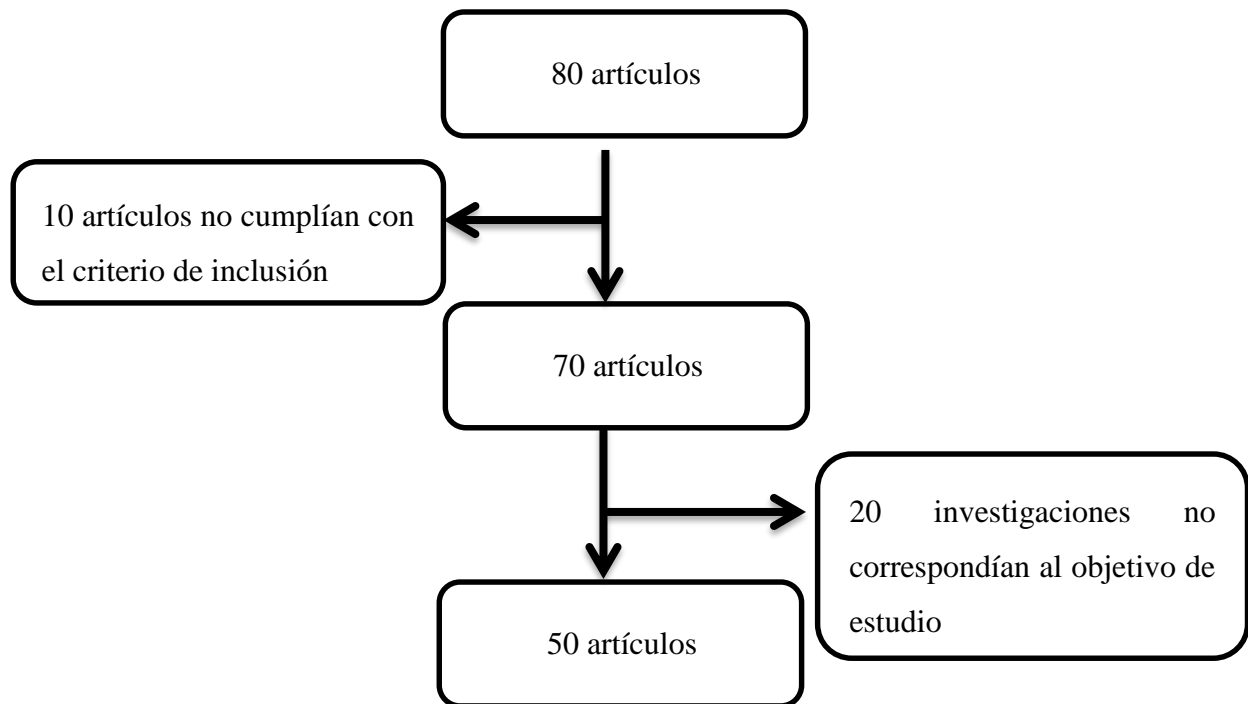 80 artículos
10 artículos no cumplían con
el criterio de inclusión
70 artículos
20 investigaciones no
correspondían al objetivo de
estudio
50 artículos